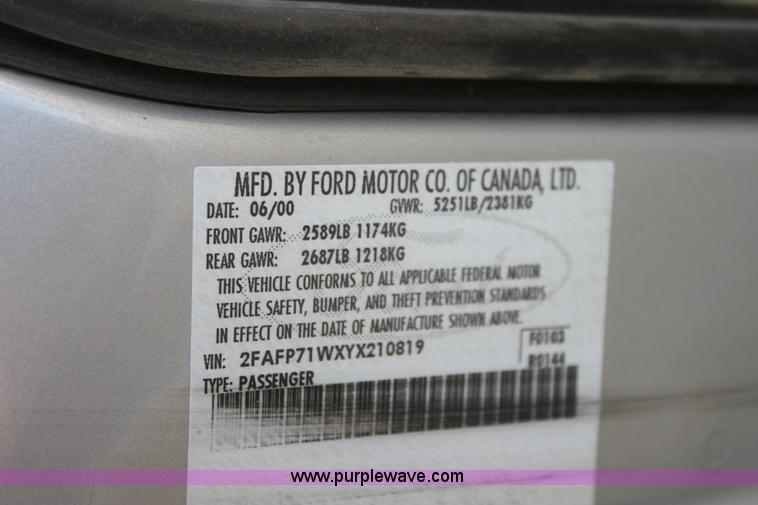 MFD. BY FORD MOTOR CO. OF CANADA, LTD.
DATE: 06/00 GVWR: 5251LB/2381KG
FRONT GAWR: 2589LB 1174KG
REAR GAWR: 2687LB 1218KG
THIS VEHICLE CONFORMS TO ALL APPLICABLE FEDERAL MOTOR
VEHICLE SAFETY, BUMPER, AND THEFT PREVENTION STANDARDS
IN EFFECT ON THE DATE OF MANUFACTURE SHOWN ABOVE.
F0103
VIN: 2FAFP71WXYX210819
R0144
TYPE: PASSENGER
www.purplewave.com